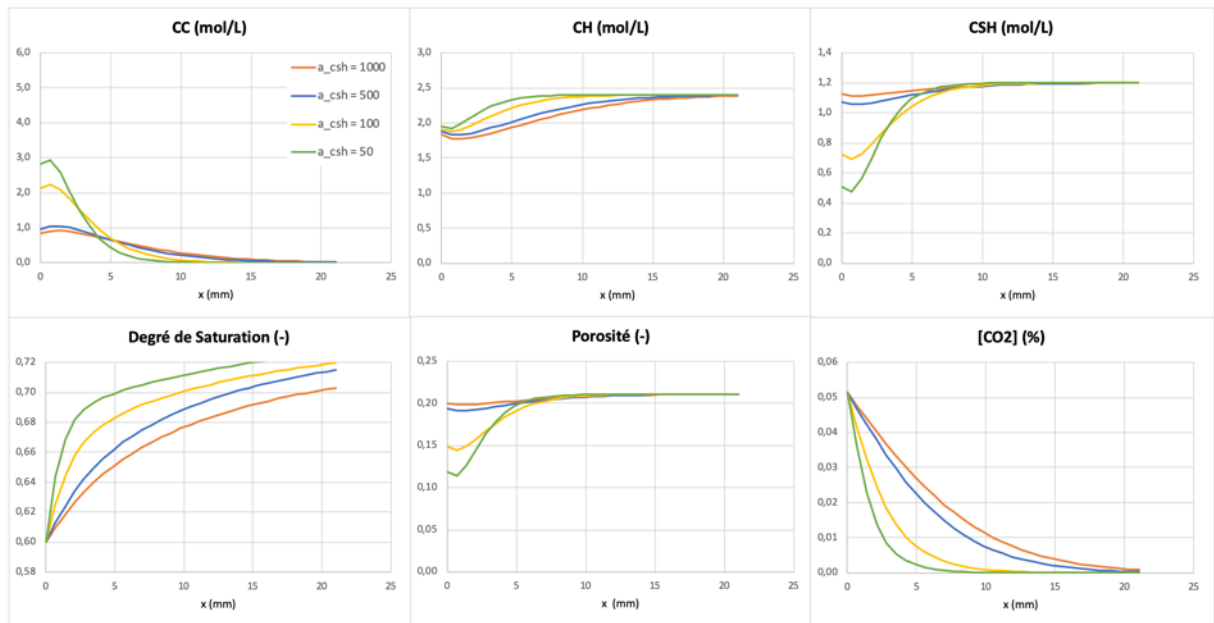 CC (mol/L)
6,0
5,0
4,0
3,0
2,0
1,0
0,0
a_csh = 1000
a_csh = 500
a_csh = 100
a_csh = 50
0 5 10 15 20 25
x (mm)
CH (mol/L)
3,0
2,5
2,0
1,5
1,0
0,5
0,0
0 5 10 15 20 25
x (mm)
CSH (mol/L)
1,4
1,2
1,0
0,8
0,6
0,4
0,2
0,0
0 5 10 15 20 25
x (mm)
Degré de Saturation (-)
0,72
0,70
0,68
0,66
0,64
0,62
0,60
0,58
0 5 10 15 20 25
x (mm)
Porosité (-)
0,25
0,20
0,15
0,10
0,05
0,00
0 5 10 15 20 25
x (mm)
[CO2] (%)
0,06
0,05
0,04
0,03
0,02
0,01
0,00
0 5 10 15 20 25
x (mm)